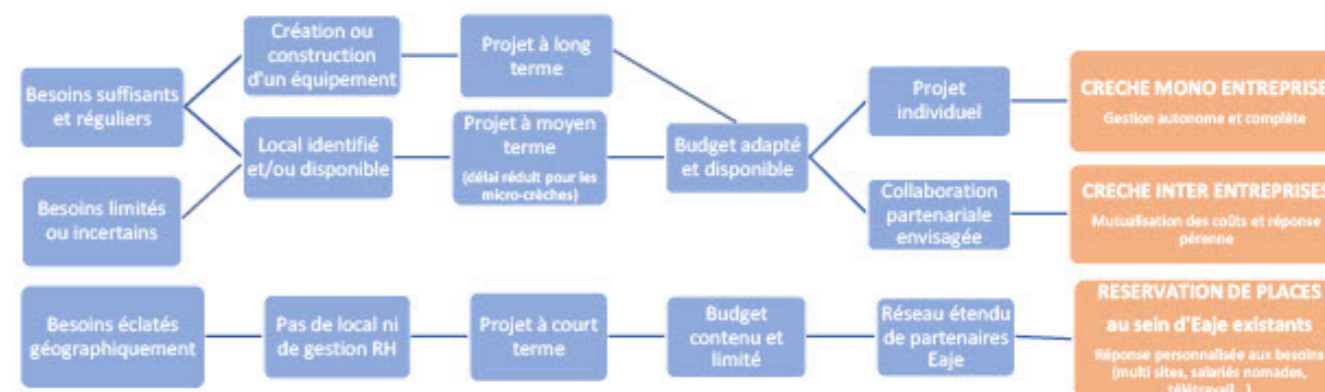 Besoins suffisants
et réguliers
Création ou
construction
d'un équipement
Projet à long
terme
Local identifié
et/ou disponible
Projet à moyen
terme
(délai réduit pour les
micro-crèches)
Besoins limités
ou incertains
Budget adapté
et disponible
Projet
individuel
CRECHE MONO ENTREPRISE
Gestion autonome et complète
Collaboration
partenariale
envisagée
CRECHE INTER ENTREPRISES
Mutualisation des coûts et réponse
pérenne
Besoins éclatés
géographiquement
Pas de local ni
de gestion RH
Projet à court
terme
Budget
contenu et
limité
Réseau étendu
de partenaires
Eaje
RESERVATION DE PLACES
au sein d'Eaje existants
Réponse personnalisée aux besoins
(multi sites, salariés nomades,
télétravail...)